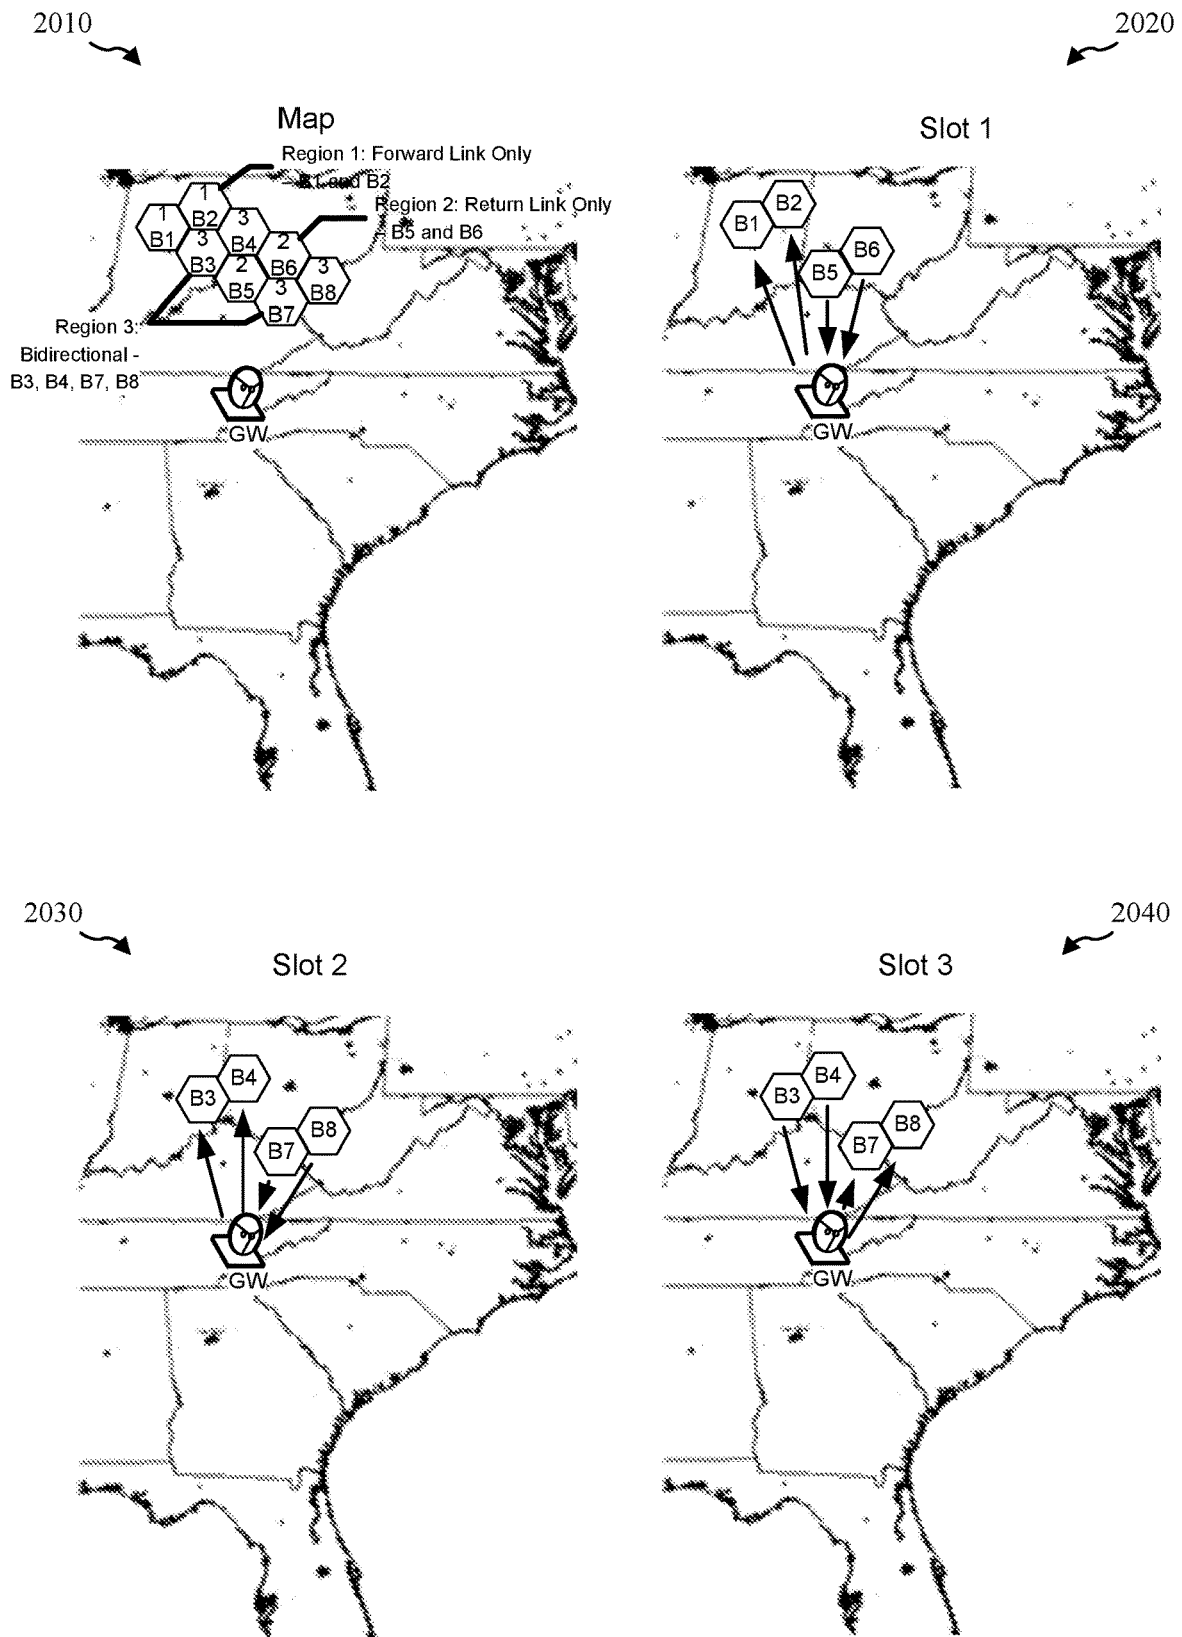 2010
2020
Map
Region 1: Forward Link Only
– B1 and B2
Region 2: Return Link Only
- B5 and B6
1
B2
1
B1
3
B4
3
B3
2
B6
2
B5
3
B8
3
B7
Region 3:
Bidirectional -
B3, B4, B7, B8
GW
Slot 1
B2
B1
B6
B5
GW
2030
2040
Slot 2
B4
B3
B8
B7
GW
Slot 3
B4
B3
B8
B7
GW